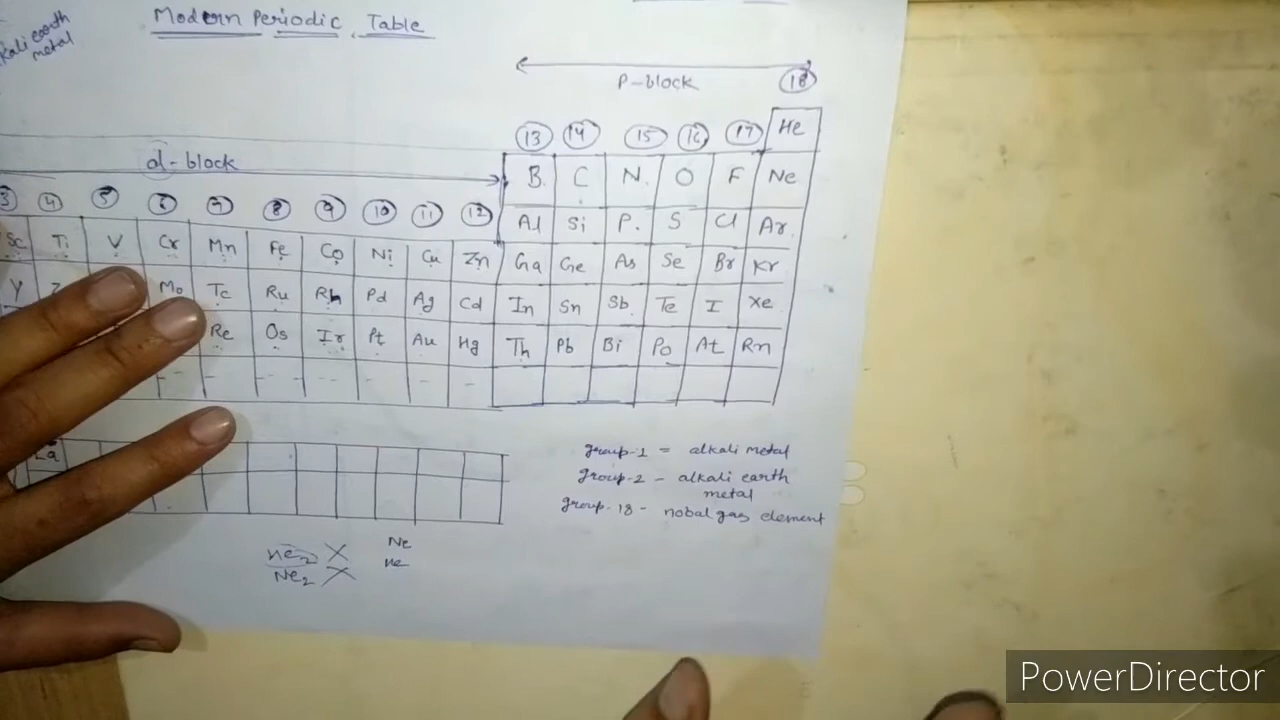 kali earth
metal
Modern Periodic Table
P-block
18
13 14 15 16 17 He
d-block
B. C N. O F Ne
3 4 5 6 7 8 9 10 11 12
Al Si P. S Cl Ar.
Sc Ti V Cr Mn Fe Co Ni Cu Zn Ga Ge As Se Br Kr
Y Mo Tc Ru Rh Pd Ag Cd In Sn Sb Te I Xe
Re Os Ir Pt Au Hg Th Pb Bi Po At Rn
La
group-1 = alkali metal
group-2 - alkali earth
metal
group-18 - nobal gas element
Ne
ne2 X ne
Ne2 X
PowerDirector